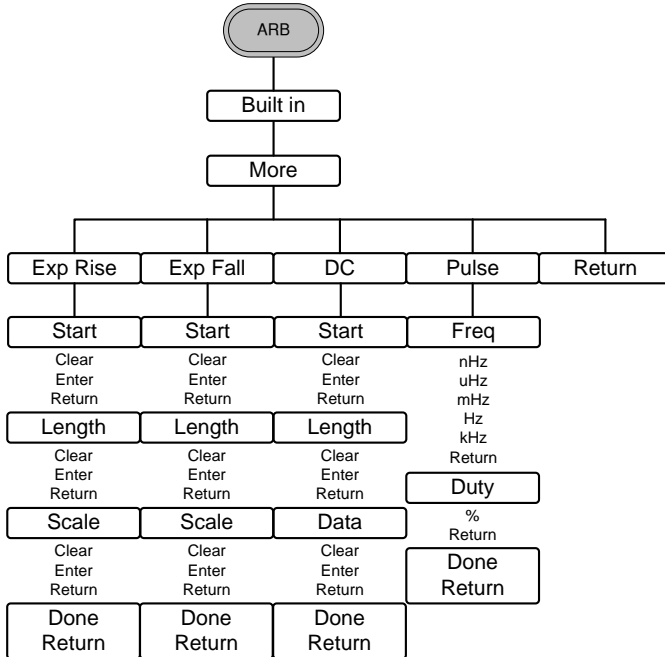 ARB
Built in
More
Exp Rise Exp Fall DC Pulse Return
Start
Clear
Enter
Return
Length
Clear
Enter
Return
Scale
Clear
Enter
Return
Done
Return
Start
Clear
Enter
Return
Length
Clear
Enter
Return
Scale
Clear
Enter
Return
Done
Return
Start
Clear
Enter
Return
Length
Clear
Enter
Return
Data
Clear
Enter
Return
Done
Return
Freq
nHz
uHz
mHz
Hz
kHz
Return
Duty
%
Return
Done
Return